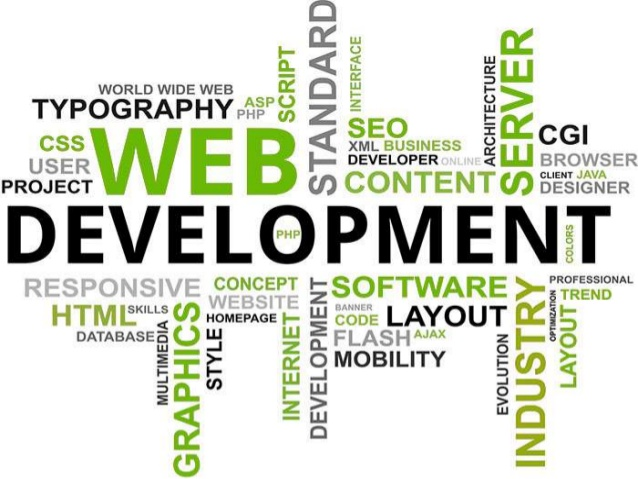 WORLD WIDE WEB
TYPOGRAPHY
ASP
PHP
SCRIPT
STANDARD
INTERFACE
CSS
USER
PROJECT
WEB
SEO
XML BUSINESS
DEVELOPER ONLINE
CONTENT
ARCHITECTURE
SERVER
CGI
BROWSER
CLIENT JAVA
DESIGNER
DEVELOPMENT
PHP
COLORS
RESPONSIVE
HTML SKILLS
DATABASE
MULTIMEDIA
GRAPHICS
CONCEPT
WEBSITE
HOMEPAGE
STYLE
INTERNET
DEVELOPMENT
SOFTWARE
BANNER
CODE
LAYOUT
FLASH AJAX
MOBILITY
EVOLUTION
INDUSTRY
OPTIMIZATION
PROFESSIONAL
TREND
LAYOUT